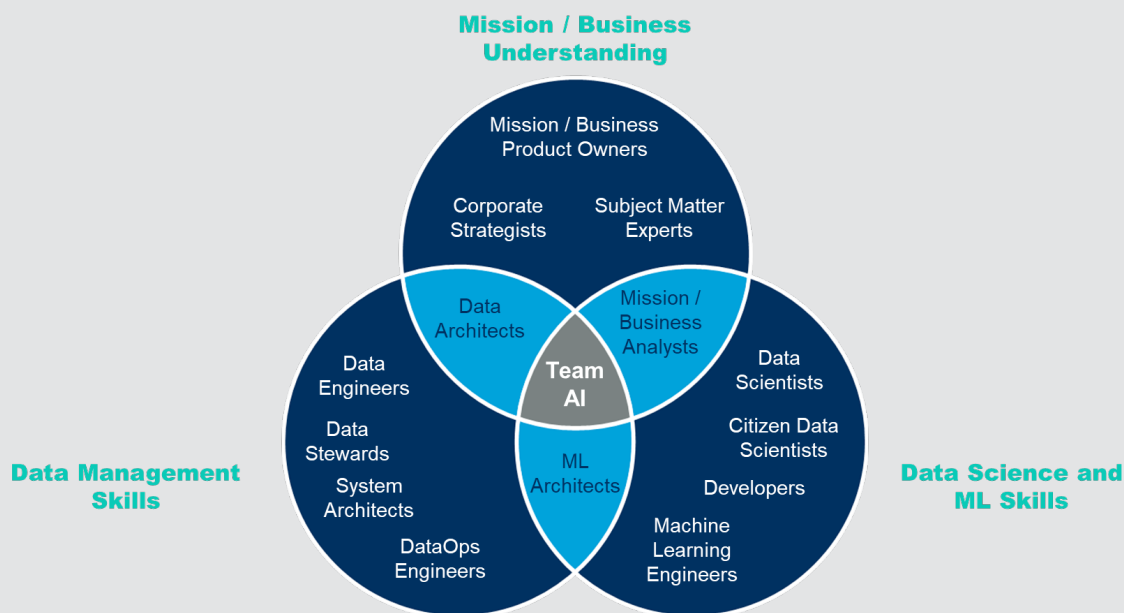 Mission / Business
Understanding
Mission / Business
Product Owners
Corporate
Strategists
Subject Matter
Experts
Data
Architects
Mission /
Business
Analysts
Team
AI
Data
Engineers
Data
Stewards
System
Architects
DataOps
Engineers
ML
Architects
Data
Scientists
Citizen Data
Scientists
Developers
Machine
Learning
Engineers
Data Management
Skills
Data Science and
ML Skills